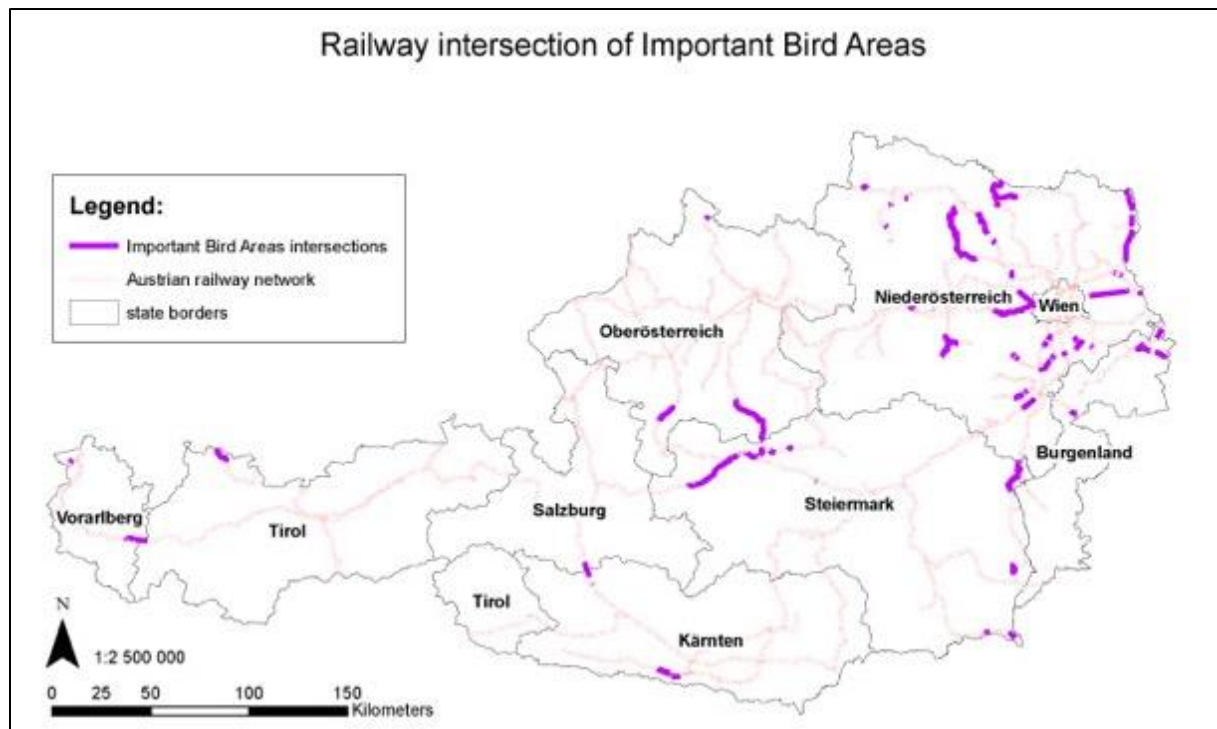 Railway intersection of Important Bird Areas
Legend:
Important Bird Areas intersections
Austrian railway network
state borders
Niederösterreich
Wien
Oberösterreich
Burgenland
Vorarlberg
Tirol
Salzburg
Steiermark
Tirol
Kärnten
N
1:2 500 000
0 25 50 100 150
Kilometers